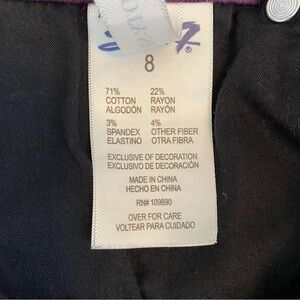 8
71% 22%
COTTON RAYON
ALGODÓN RAYÓN
3% 4%
SPANDEX OTHER FIBER
ELASTINO OTRA FIBRA
EXCLUSIVE OF DECORATION
EXCLUSIVO DE DECORACIÓN
MADE IN CHINA
HECHO EN CHINA
RN# 109890
OVER FOR CARE
VOLTEAR PARA CUIDADO